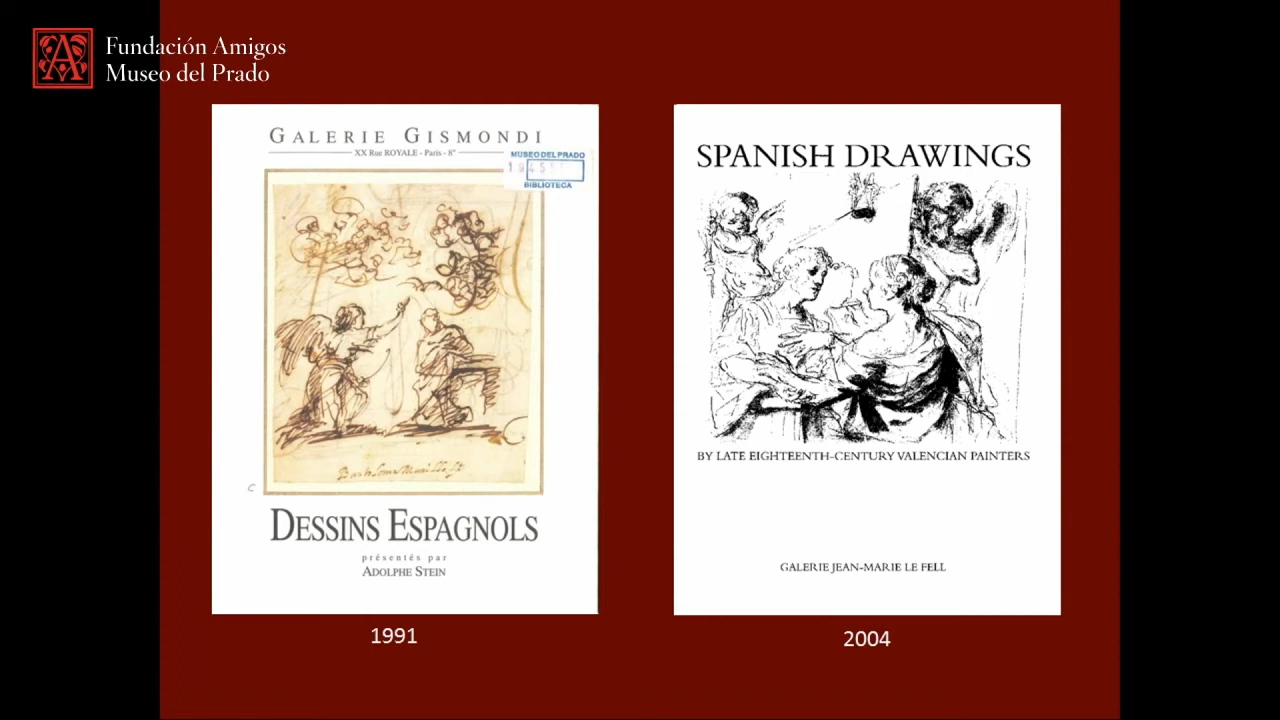 Fundación Amigos
Museo del Prado
GALERIE GISMONDI
XX Rue ROYALE - Paris - 8e
MUSEO DEL PRADO
BIBLIOTECA
C
DESSINS ESPAGNOLS
présentés par
ADOLPHE STEIN
1991
SPANISH DRAWINGS
BY LATE EIGHTEENTH-CENTURY VALENCIAN PAINTERS
GALERIE JEAN-MARIE LE FELL
2004